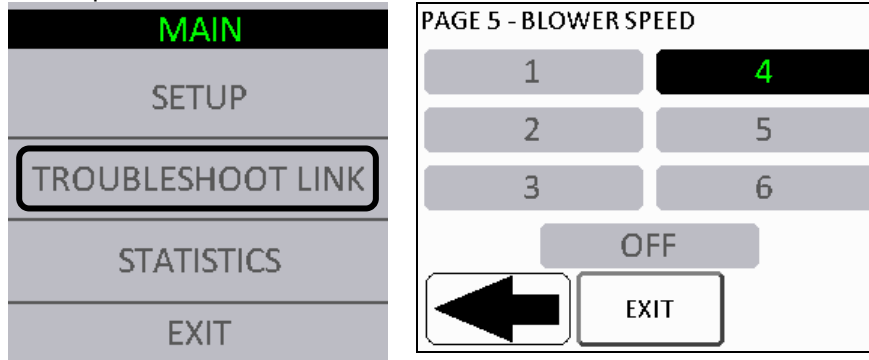 MAIN
SETUP
TROUBLESHOOT LINK
STATISTICS
EXIT
PAGE 5 - BLOWER SPEED
1 4
2 5
3 6
OFF
EXIT